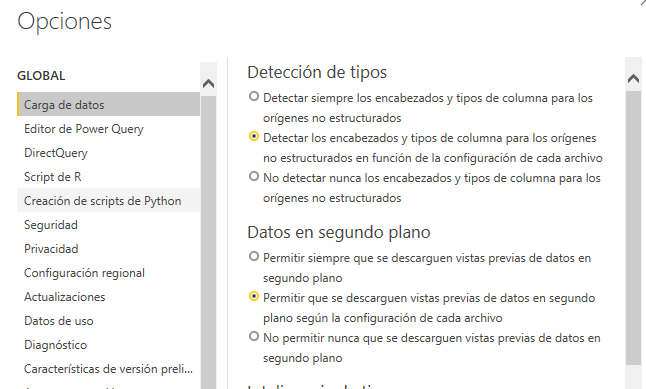 Opciones
GLOBAL
Carga de datos
Editor de Power Query
DirectQuery
Script de R
Creación de scripts de Python
Seguridad
Privacidad
Configuración regional
Actualizaciones
Datos de uso
Diagnóstico
Características de versión preli...
Detección de tipos
Detectar siempre los encabezados y tipos de columna para los
orígenes no estructurados
Detectar los encabezados y tipos de columna para los orígenes
no estructurados en función de la configuración de cada archivo
No detectar nunca los encabezados y tipos de columna para los
orígenes no estructurados
Datos en segundo plano
Permitir siempre que se descarguen vistas previas de datos en
segundo plano
Permitir que se descarguen vistas previas de datos en segundo
plano según la configuración de cada archivo
No permitir nunca que se descarguen vistas previas de datos en
segundo plano